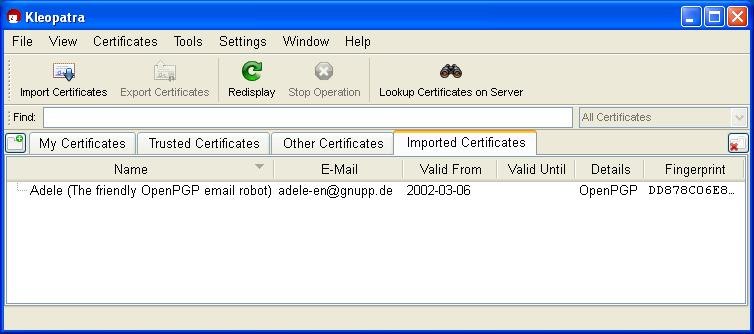 Kleopatra
File View Certificates Tools Settings Window Help
Import Certificates Export Certificates Redisplay Stop Operation Lookup Certificates on Server
Find: All Certificates
My Certificates Trusted Certificates Other Certificates Imported Certificates
Name E-Mail Valid From Valid Until Details Fingerprint
Adele (The friendly OpenPGP email robot) adele-en@gnupp.de 2002-03-06 OpenPGP DD878C06E8...